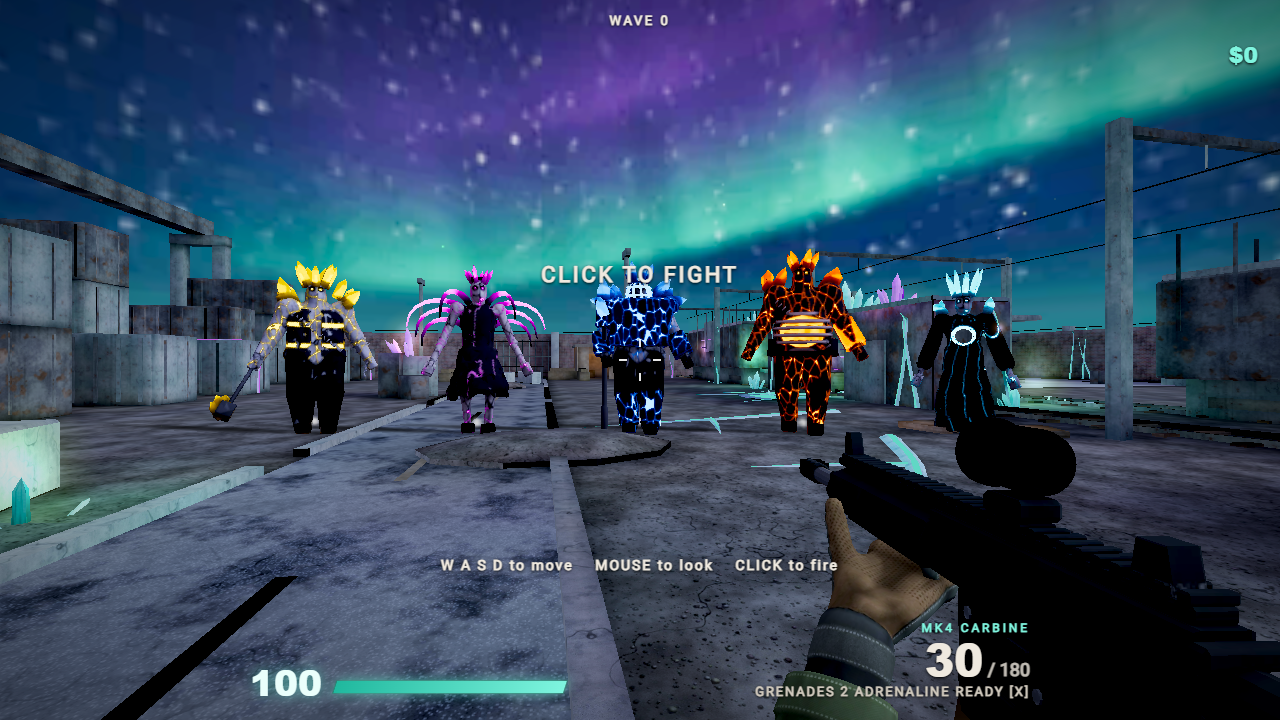 WAVE 0
$0
CLICK TO FIGHT
W A S D to move MOUSE to look CLICK to fire
MK4 CARBINE
30 / 180
100
GRENADES 2 ADRENALINE READY [X]